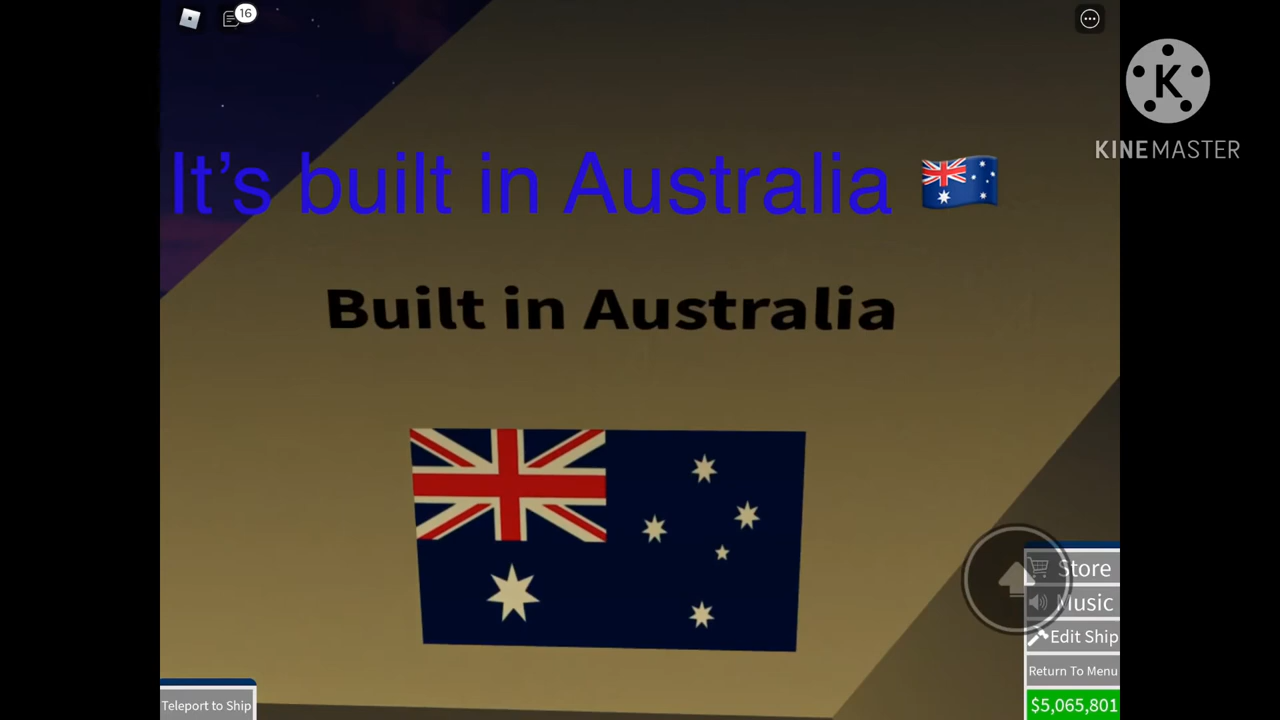 16
K
KINEMASTER
It's built in Australia 🇦🇺
Built in Australia
Store
Music
Edit Ship
Return To Menu
Teleport to Ship
$5,065,801